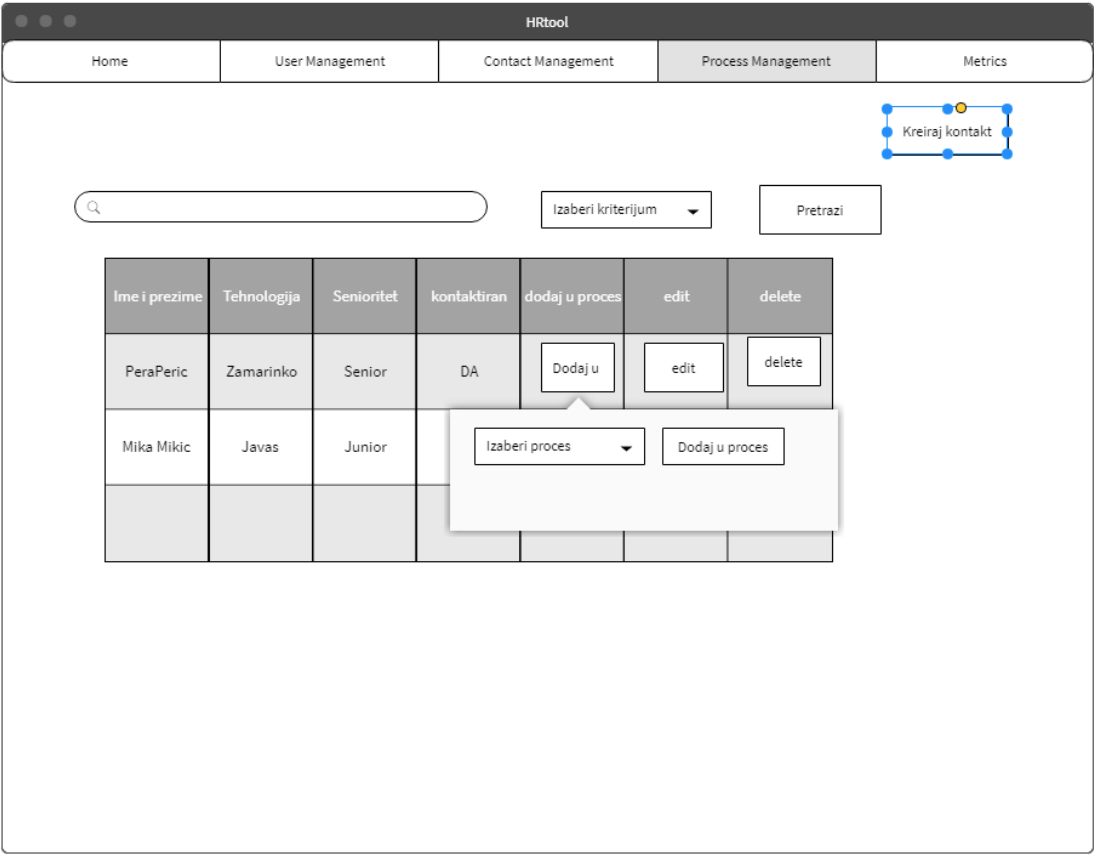 HRtool
Home User Management Contact Management Process Management Metrics
Kreiraj kontakt
Izaberi kriterijum Pretrazi
Ime i prezime Tehnologija Senioritet kontaktiran dodaj u proces edit delete
PeraPeric Zamarinko Senior DA Dodaj u edit delete
Mika Mikic Javas Junior Izaberi proces Dodaj u proces